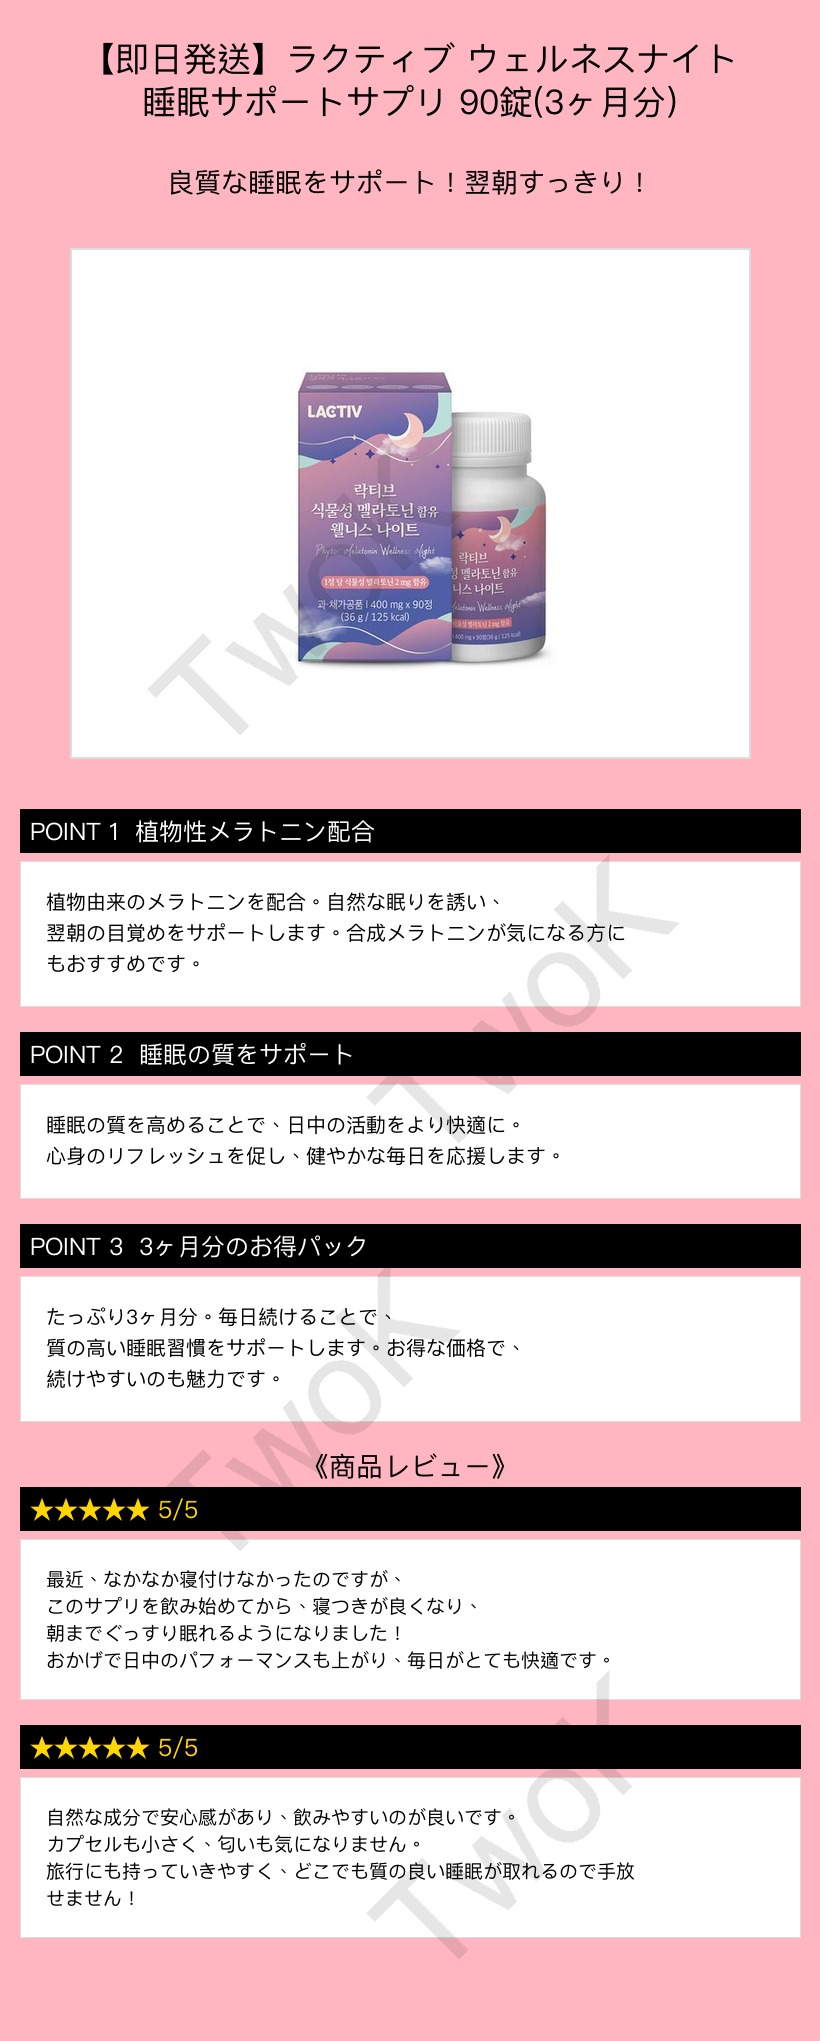 【即日発送】ラクティブ ウェルネスナイト
睡眠サポートサプリ 90錠(3ヶ月分)
良質な睡眠をサポート！翌朝すっきり！
LACTIV
락티브
식물성 멜라토닌 함유
웰니스 나이트
Phyto Melatonin Wellness Night
1정 당 식물성 멜라토닌 2 mg 함유
과·채가공품 | 400 mg x 90정
(36 g / 125 kcal)
락티브
성 멜라토닌 함유
니스 나이트
Melatonin Wellness Night
식물성 멜라토닌 2 mg 함유
400 mg x 90정(36 g / 125 kcal)
TwoK
POINT 1 植物性メラトニン配合
植物由来のメラトニンを配合。自然な眠りを誘い、
翌朝の目覚めをサポートします。合成メラトニンが気になる方に
もおすすめです。
TwoK
POINT 2 睡眠の質をサポート
睡眠の質を高めることで、日中の活動をより快適に。
心身のリフレッシュを促し、健やかな毎日を応援します。
POINT 3 3ヶ月分のお得パック
たっぷり3ヶ月分。毎日続けることで、
質の高い睡眠習慣をサポートします。お得な価格で、
続けやすいのも魅力です。
TwoK
《商品レビュー》
★★★★★ 5/5
最近、なかなか寝付けなかったのですが、
このサプリを飲み始めてから、寝つきが良くなり、
朝までぐっすり眠れるようになりました！
おかげで日中のパフォーマンスも上がり、毎日がとても快適です。
★★★★★ 5/5
自然な成分で安心感があり、飲みやすいのが良いです。
カプセルも小さく、匂いも気になりません。
旅行にも持っていきやすく、どこでも質の良い睡眠が取れるので手放
せません！
TwoK